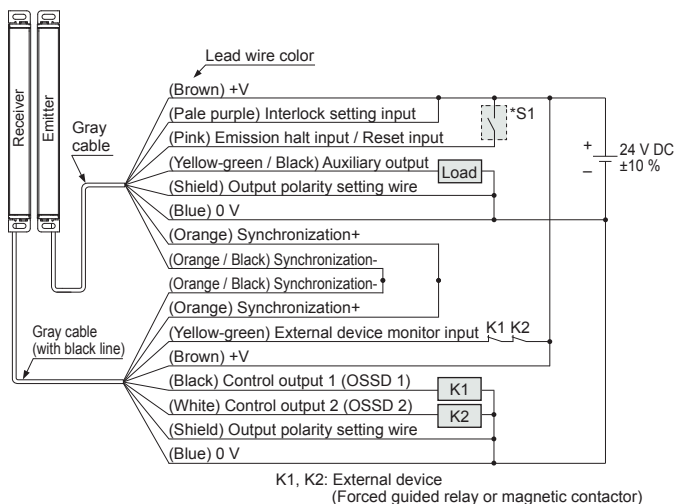 Lead wire color
Receiver
Emitter
Gray
cable
(Brown) +V
(Pale purple) Interlock setting input
*S1
(Pink) Emission halt input / Reset input
(Yellow-green / Black) Auxiliary output
Load
(Shield) Output polarity setting wire
(Blue) 0 V
+
–
24 V DC
±10 %
(Orange) Synchronization+
(Orange / Black) Synchronization-
(Orange / Black) Synchronization-
(Orange) Synchronization+
Gray cable
(with black line)
(Yellow-green) External device monitor input K1 K2
(Brown) +V
(Black) Control output 1 (OSSD 1)
K1
(White) Control output 2 (OSSD 2)
K2
(Shield) Output polarity setting wire
(Blue) 0 V
K1, K2: External device
(Forced guided relay or magnetic contactor)